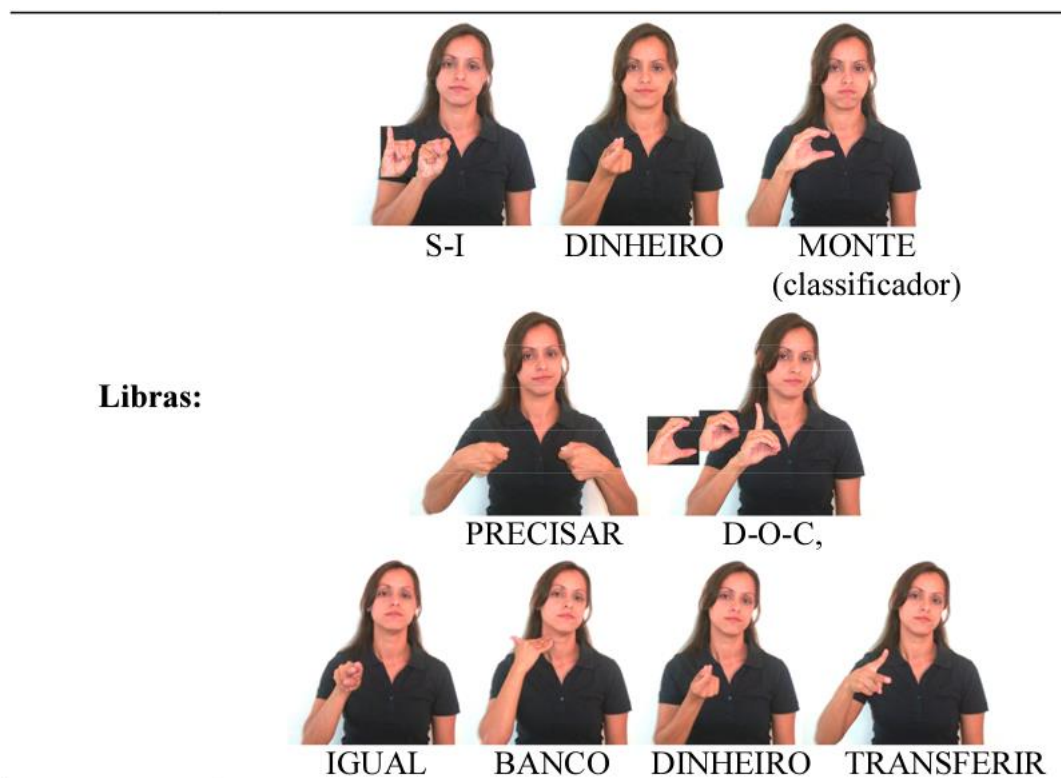 S-I DINHEIRO MONTE
(classificador)
Libras:
PRECISAR D-O-C,
IGUAL BANCO DINHEIRO TRANSFERIR